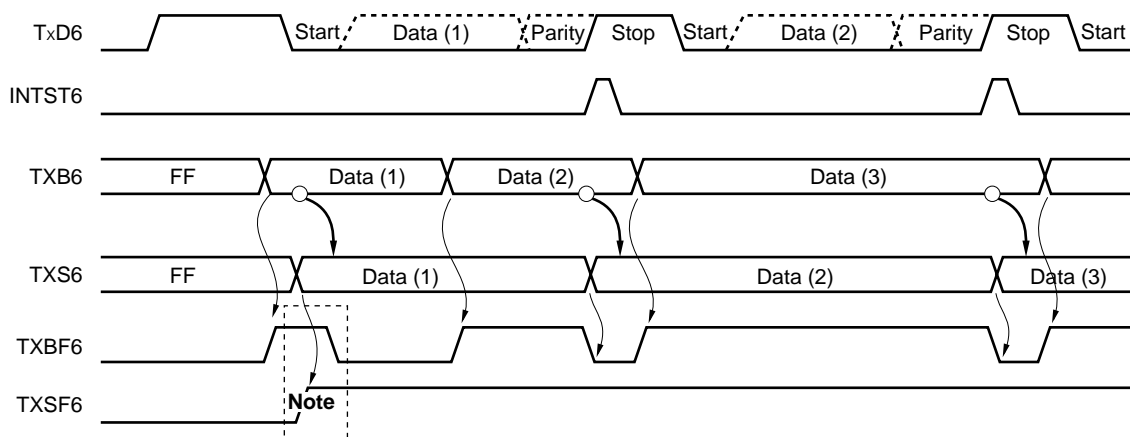 TxD6 Start Data (1) Parity Stop Start Data (2) Parity Stop Start
INTST6
TXB6 FF Data (1) Data (2) Data (3)
TXS6 FF Data (1) Data (2) Data (3)
TXBF6
TXSF6 Note